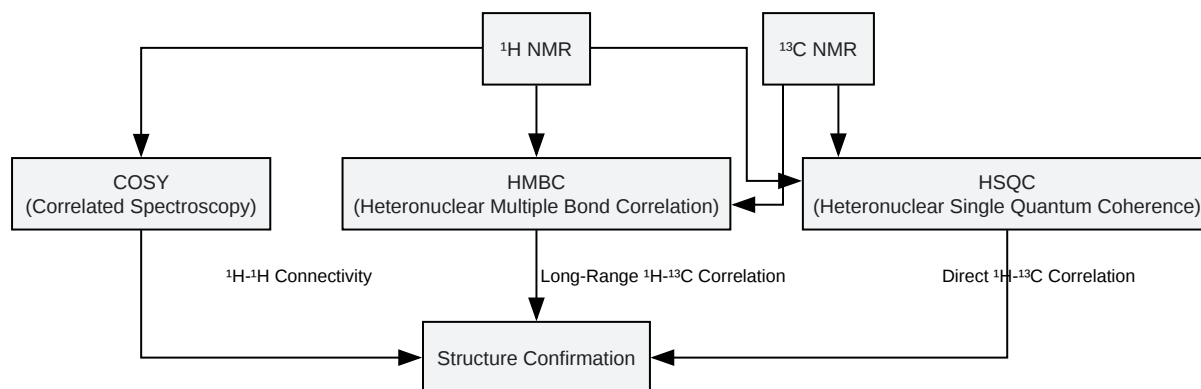 ¹H NMR
¹³C NMR
COSY
(Correlated Spectroscopy)
HMBC
(Heteronuclear Multiple Bond Correlation)
HSQC
(Heteronuclear Single Quantum Coherence)
¹H-¹H Connectivity
Long-Range ¹H-¹³C Correlation
Direct ¹H-¹³C Correlation
Structure Confirmation